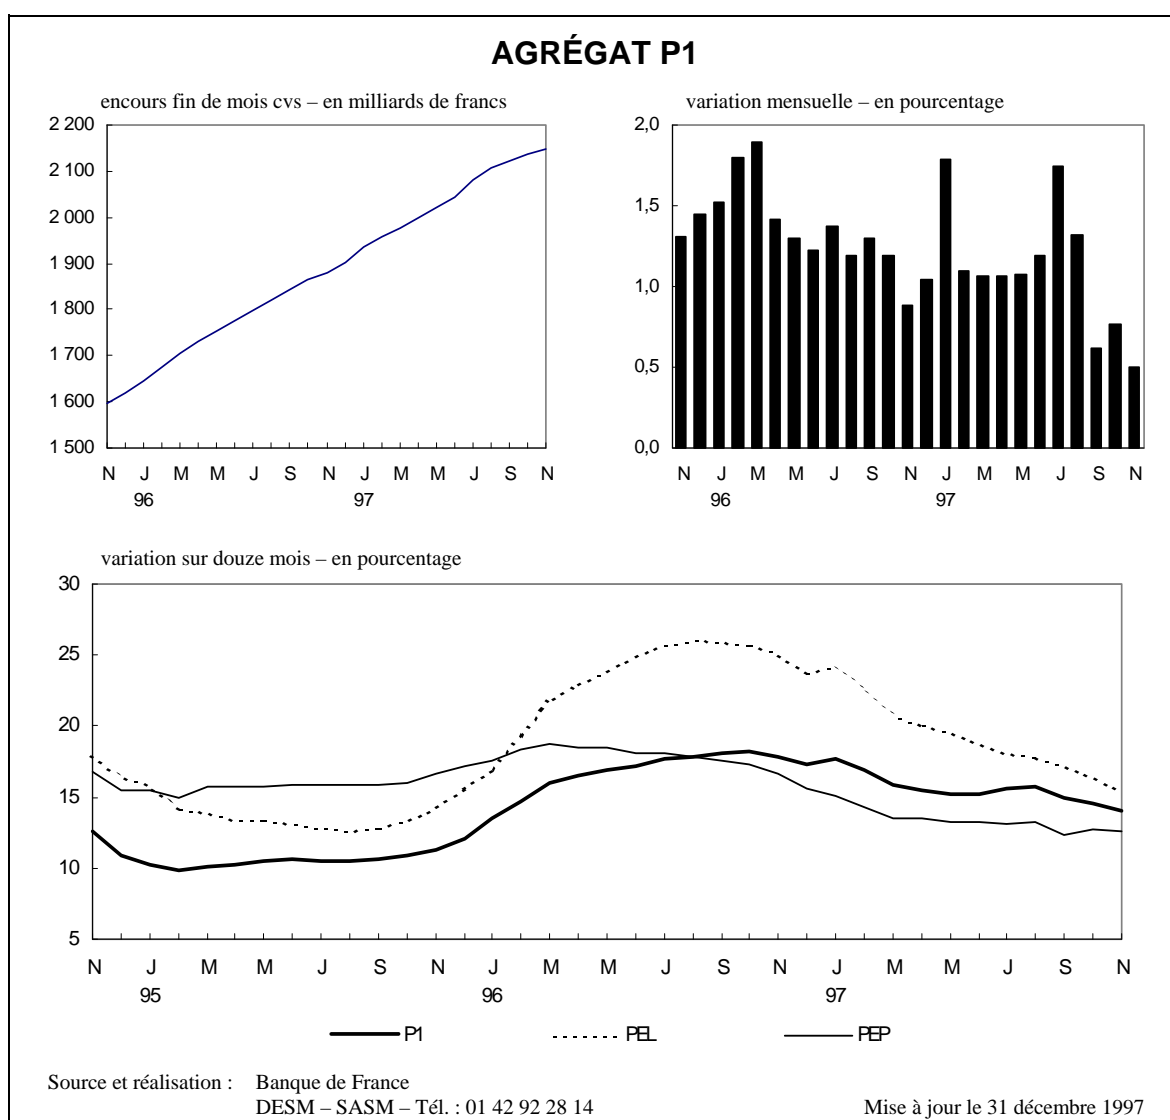 AGRÉGAT P1
encours fin de mois cvs – en milliards de francs
2 200
2 100
2 000
1 900
1 800
1 700
1 600
1 500
N J M M J S N J M M J S N
96 97
variation mensuelle – en pourcentage
2,0
1,5
1,0
0,5
0,0
N J M M J S N J M M J S N
96 97
variation sur douze mois – en pourcentage
30
25
20
15
10
5
N J M M J S N J M M J S N J M M J S N
95 96 97
P1 PEL PEP
Source et réalisation : Banque de France
DESM – SASM – Tél. : 01 42 92 28 14 Mise à jour le 31 décembre 1997